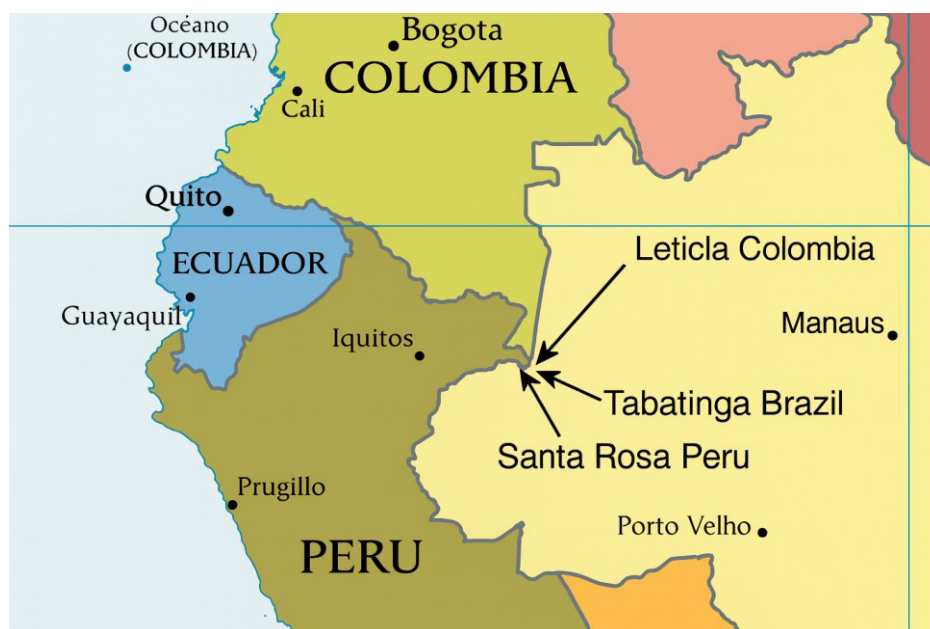 Océano
(COLOMBIA)
Bogota
COLOMBIA
Cali
Quito
ECUADOR
Guayaquil
Leticla Colombia
Manaus
Iquitos
Tabatinga Brazil
Santa Rosa Peru
Prugillo
Porto Velho
PERU